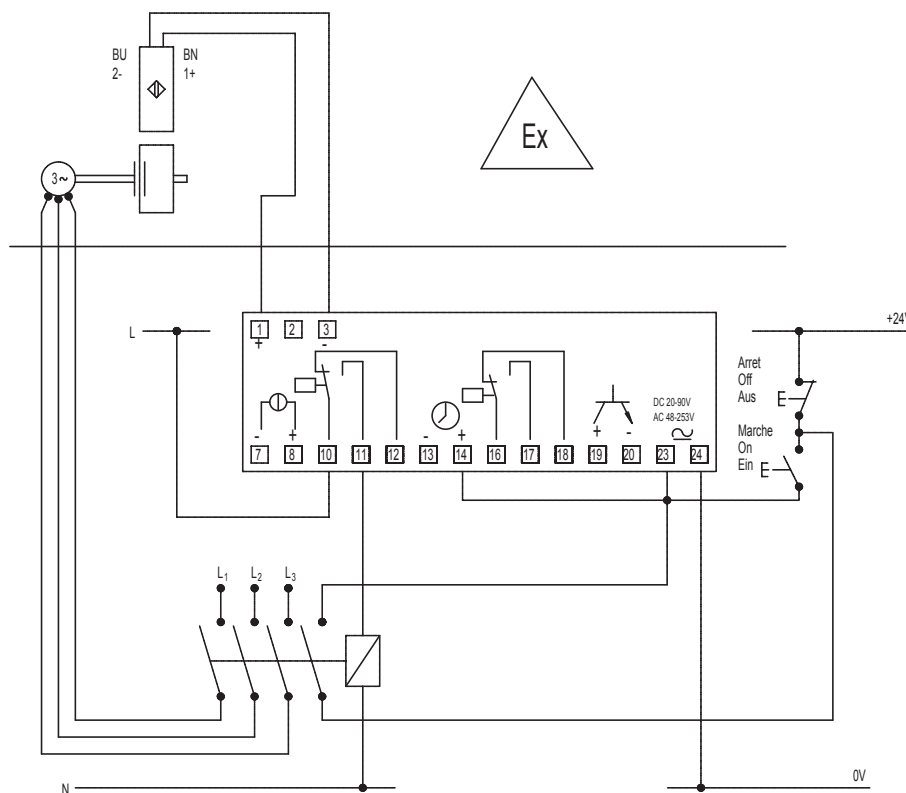 BU
2-
BN
1+
Ex
3~
L
1 2 3
+ -
+24V
Arret
Off
Aus
E
Marche
On
Ein
E
DC 20-90V
AC 48-253V
- + - + + -
7 8 10 11 12 13 14 16 17 18 19 20 23 24
L1 L2 L3
N
0V